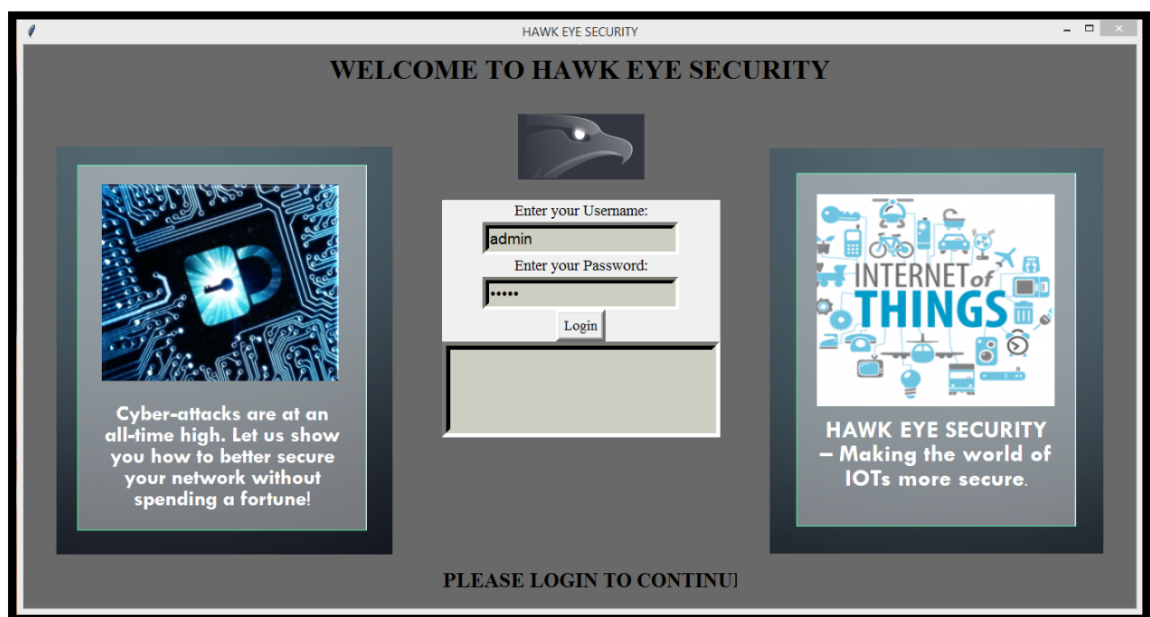 HAWK EYE SECURITY
WELCOME TO HAWK EYE SECURITY
Enter your Username:
admin
Enter your Password:
•••••
Login
Cyber-attacks are at an
all-time high. Let us show
you how to better secure
your network without
spending a fortune!
INTERNET of
THINGS
HAWK EYE SECURITY
– Making the world of
IOTs more secure.
PLEASE LOGIN TO CONTINU